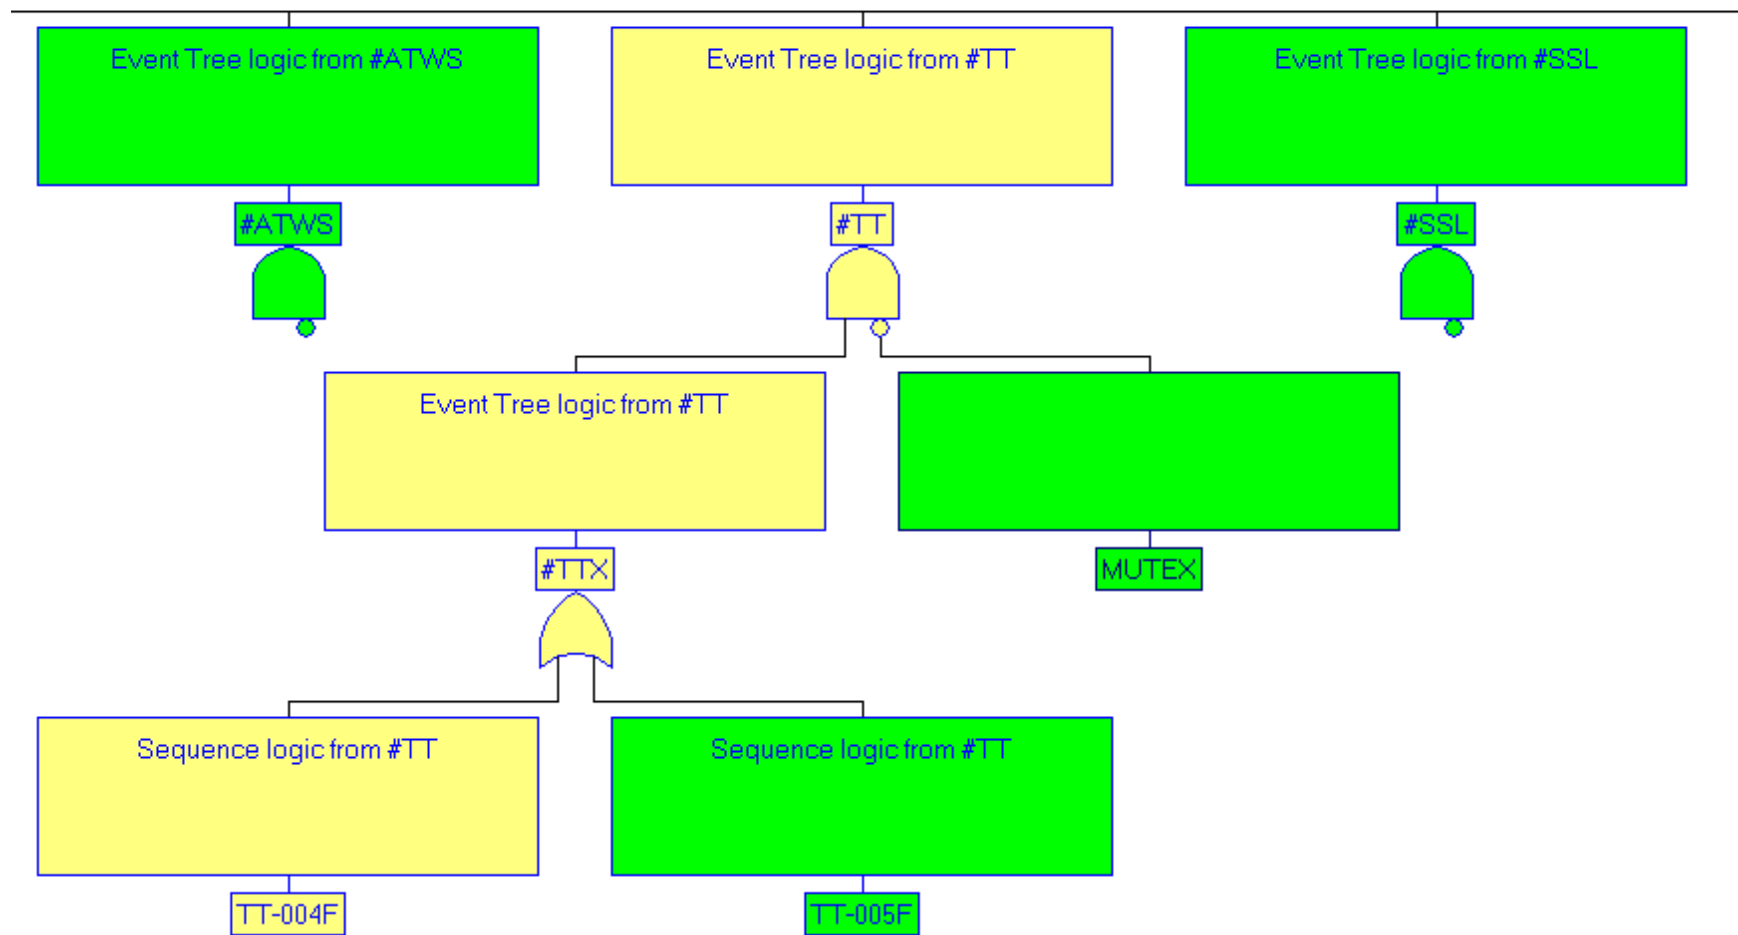 Event Tree logic from #ATWS
Event Tree logic from #TT
Event Tree logic from #SSL
#ATWS
#TT
#SSL
Event Tree logic from #TT
#TTX
MUTEX
Sequence logic from #TT
Sequence logic from #TT
TT-004F
TT-005F